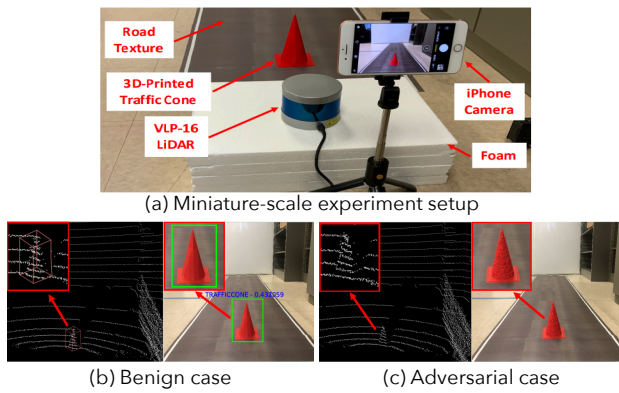 Road
Texture
3D-Printed
Traffic Cone
VLP-16
LiDAR
iPhone
Camera
Foam
(a) Miniature-scale experiment setup
TRAFFICCONE - 0.432959
(b) Benign case
(c) Adversarial case